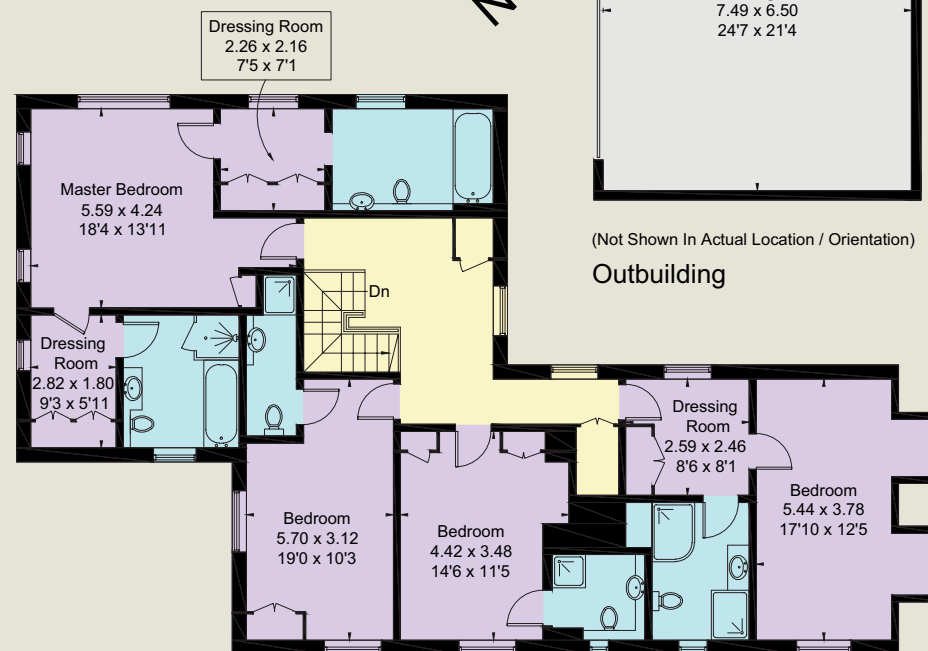 N
7.49 x 6.50
24'7 x 21'4
Dressing Room
2.26 x 2.16
7'5 x 7'1
Master Bedroom
5.59 x 4.24
18'4 x 13'11
(Not Shown In Actual Location / Orientation)
Outbuilding
Dn
Dressing
Room
2.82 x 1.80
9'3 x 5'11
Dressing
Room
2.59 x 2.46
8'6 x 8'1
Bedroom
5.70 x 3.12
19'0 x 10'3
Bedroom
4.42 x 3.48
14'6 x 11'5
Bedroom
5.44 x 3.78
17'10 x 12'5